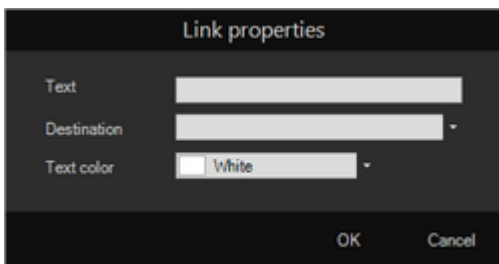 Link properties
Text
Destination
Text color White
OK Cancel